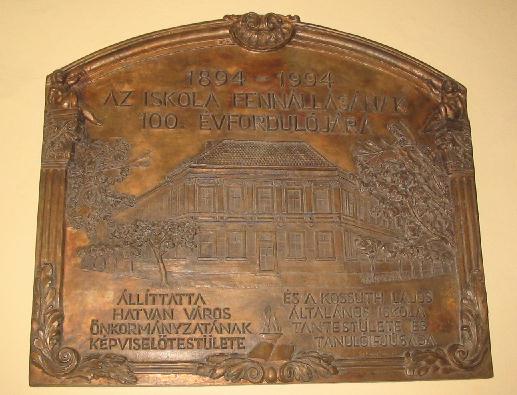 1894 - 1994
AZ ISKOLA FENNÁLLÁSÁNAK
100. ÉVFORDULÓJÁRA
ÁLLÍTTATTA
HATVAN VÁROS
ÖNKORMÁNYZATÁNAK
KÉPVISELŐTESTÜLETE
ÉS A KOSSUTH LAJOS
ÁLTALÁNOS ISKOLA
TANTESTÜLETE ÉS
TANULÓIFJÚSÁGA